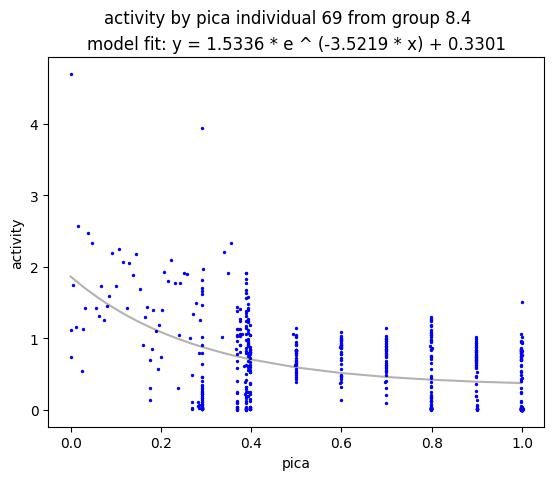 activity by pica individual 69 from group 8.4
model fit: y = 1.5336 * e ^ (-3.5219 * x) + 0.3301
activity
4
3
2
1
0
0.0 0.2 0.4 0.6 0.8 1.0
pica